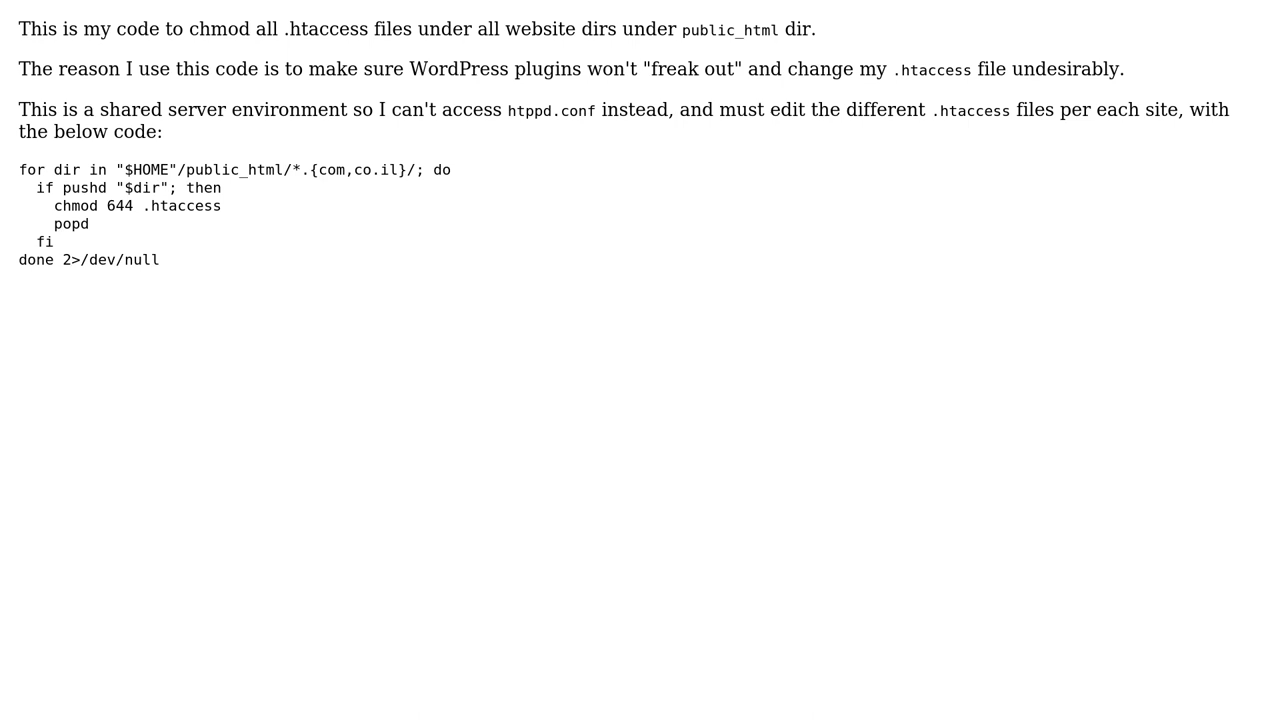 This is my code to chmod all .htaccess files under all website dirs under public_html dir.
The reason I use this code is to make sure WordPress plugins won't "freak out" and change my .htaccess file undesirably.
This is a shared server environment so I can't access htppd.conf instead, and must edit the different .htaccess files per each site, with
the below code:
for dir in "$HOME"/public_html/*.{com,co.il}/; do
  if pushd "$dir"; then
    chmod 644 .htaccess
    popd
  fi
done 2>/dev/null